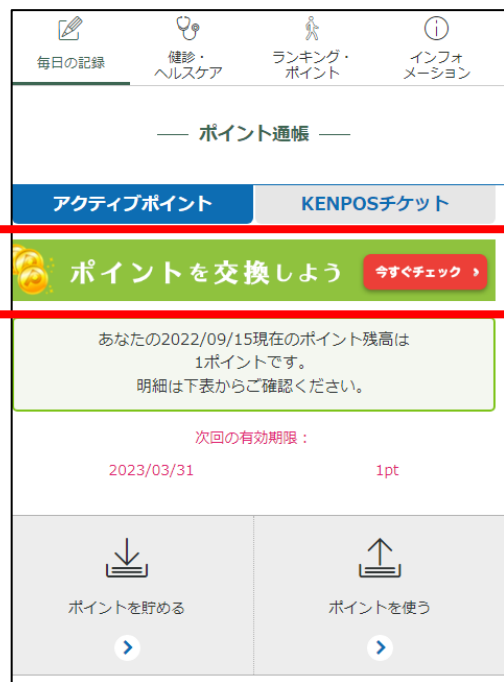 毎日の記録
健診・
ヘルスケア
ランキング・
ポイント
インフォ
メーション
ポイント通帳
アクティブポイント
KENPOSチケット
ポイントを交換しよう
今すぐチェック
あなたの2022/09/15現在のポイント残高は
1ポイントです。
明細は下表からご確認ください。
次回の有効期限：
2023/03/31 1pt
ポイントを貯める
ポイントを使う